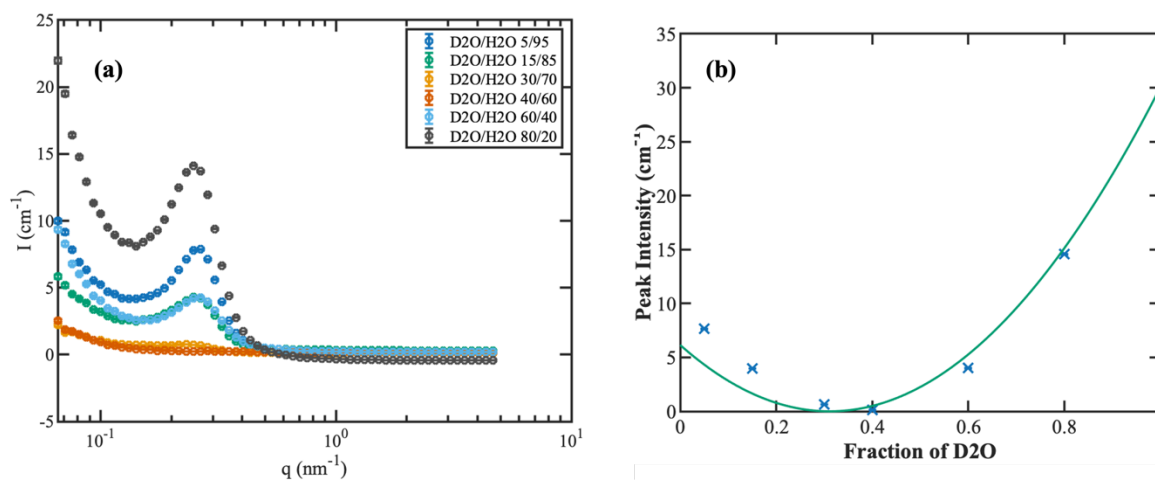 (a)
25
20
15
10
5
0
-5
I (cm⁻¹)
10⁻¹
10⁰
10¹
q (nm⁻¹)
D2O/H2O 5/95
D2O/H2O 15/85
D2O/H2O 30/70
D2O/H2O 40/60
D2O/H2O 60/40
D2O/H2O 80/20
(b)
35
30
25
20
15
10
5
0
Peak Intensity (cm⁻¹)
0
0.2
0.4
0.6
0.8
Fraction of D2O